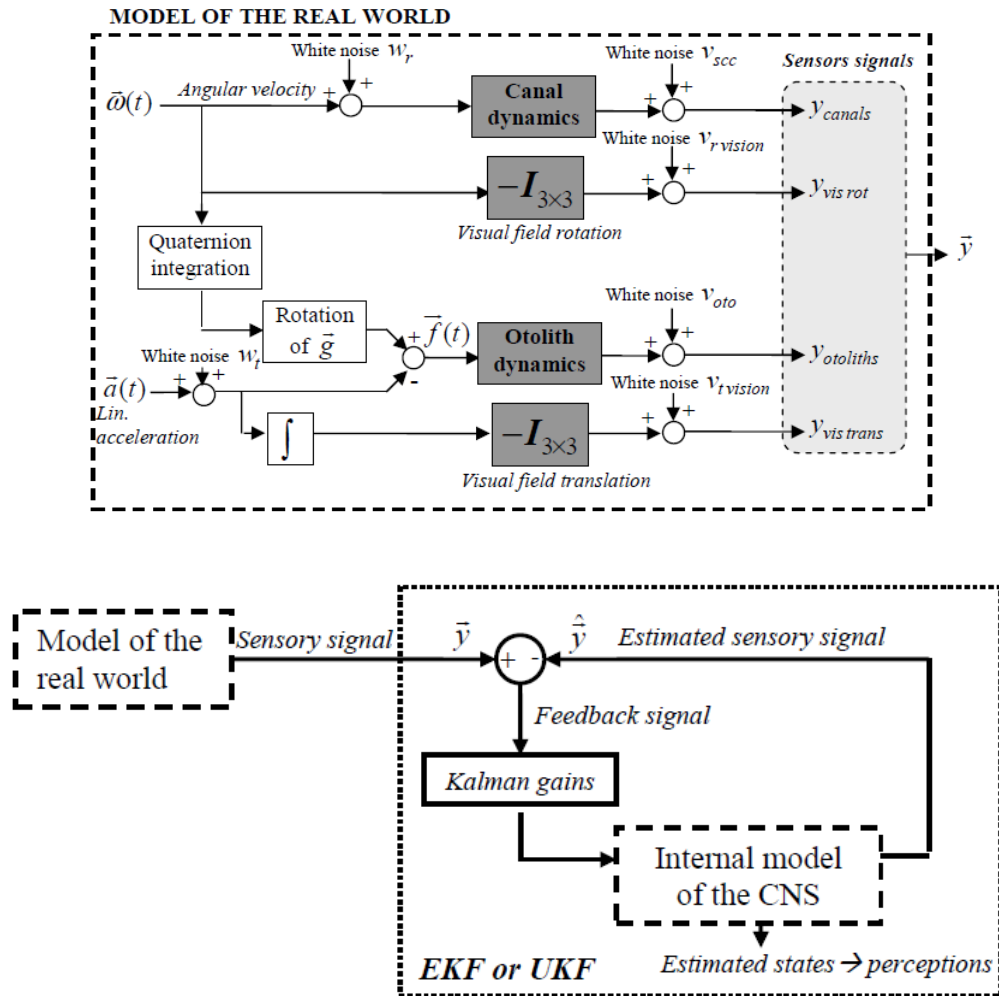 MODEL OF THE REAL WORLD
White noise w_r
White noise v_scc
Sensors signals
ω⃗(t)
Angular velocity
+
+
Canal
dynamics
+
+
y_canals
White noise v_r vision
−I_3×3
+
+
y_vis rot
Visual field rotation
Quaternion
integration
y⃗
White noise v_oto
Rotation
of g⃗
+
-
f⃗(t)
Otolith
dynamics
+
+
y_otoliths
White noise w_t
White noise v_t vision
a⃗(t)
+
+
Lin.
acceleration
∫
−I_3×3
+
+
y_vis trans
Visual field translation
Model of the
real world
Sensory signal
y⃗
+ -
ŷ⃗
Estimated sensory signal
Feedback signal
Kalman gains
Internal model
of the CNS
EKF or UKF
Estimated states → perceptions